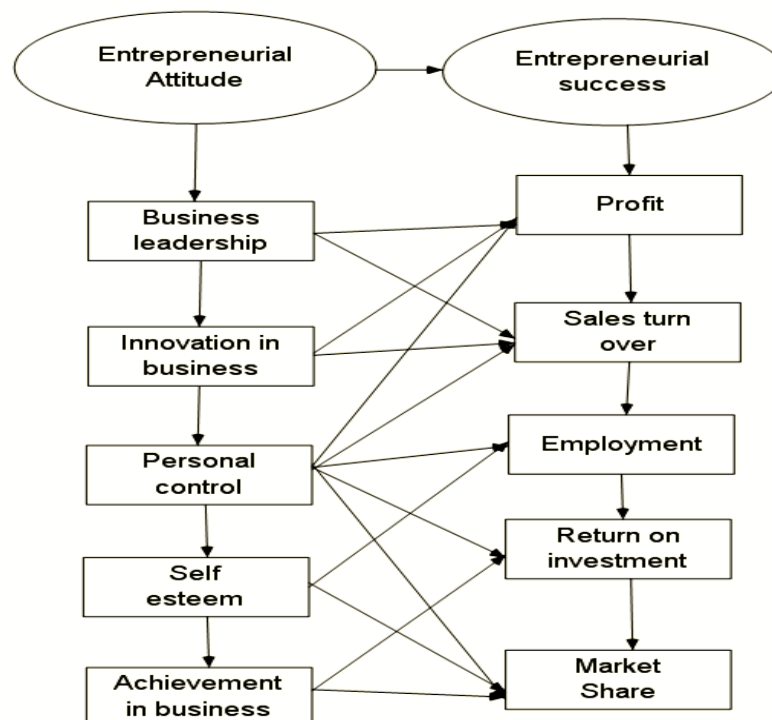 Entrepreneurial
Attitude
Entrepreneurial
success
Business
leadership
Profit
Innovation in
business
Sales turn
over
Personal
control
Employment
Self
esteem
Return on
investment
Achievement
in business
Market
Share